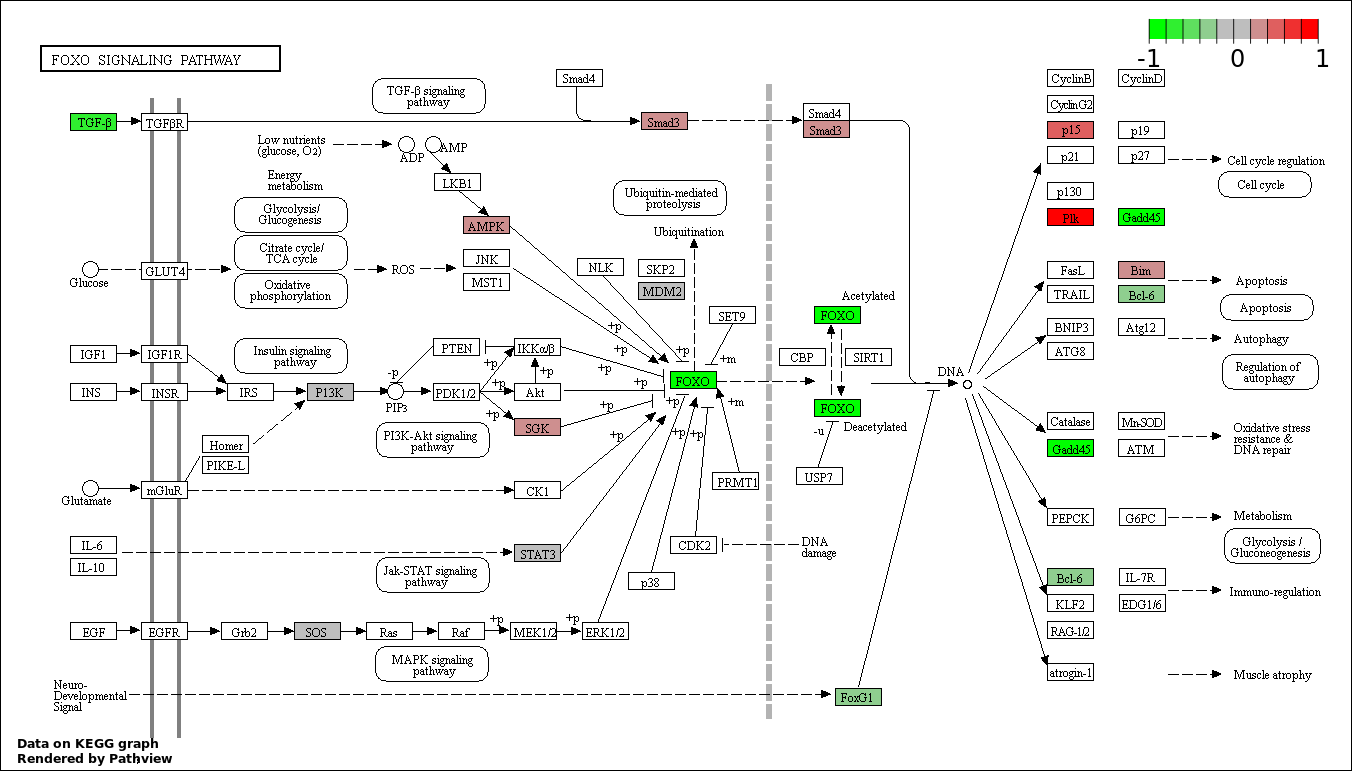 -1
0
1
FOXO SIGNALING PATHWAY
Smad4
CyclinB
CyclinD
TGF-β signaling
pathway
CyclinG2
TGF-β
TGFβR
Smad3
Smad4
Smad3
p15
p19
Low nutrients
(glucose, O2)
ADP
AMP
p21
p27
Cell cycle regulation
Energy
metabolism
LKB1
Cell cycle
Ubiquitin-mediated
proteolysis
p130
Glycolysis/
Glucogenesis
AMPK
Plk
Gadd45
Ubiquitination
Citrate cycle/
TCA cycle
JNK
MST1
NLK
SKP2
MDM2
Glucose
GLUT4
ROS
FasL
Bim
TRAIL
Bcl-6
Apoptosis
Apoptosis
Oxidative
phosphorylation
Acetylated
FOXO
SET9
+p
+p
+p
+m
BNIP3
Atg12
ATG8
Autophagy
Regulation of
autophagy
IGF1
IGF1R
Insulin signaling
pathway
PTEN
IKKα/β
CBP
SIRT1
-p
+p
+p
+p
+p
FOXO
DNA
INS
INSR
IRS
P13K
PIP3
PDK1/2
Akt
+p
+p
+p
+m
FOXO
Deacetylated
-u
SGK
+p
+p
+p
Catalase
Mn-SOD
Gadd45
ATM
Oxidative stress
resistance &
DNA repair
PI3K-Akt signaling
pathway
Homer
PIKE-L
USP7
PRMT1
Glutamate
mGluR
CK1
PEPCK
G6PC
Metabolism
Glycolysis /
Gluconeogenesis
IL-6
IL-10
STAT3
CDK2
DNA
damage
Jak-STAT signaling
pathway
p38
Bcl-6
IL-7R
KLF2
EDG1/6
RAG-1/2
Immuno-regulation
EGF
EGFR
Grb2
SOS
Ras
Raf
+p
MEK1/2
+p
ERK1/2
MAPK signaling
pathway
atrogin-1
Muscle atrophy
Neuro-
Developmental
Signal
FoxG1
Data on KEGG graph
Rendered by Pathview